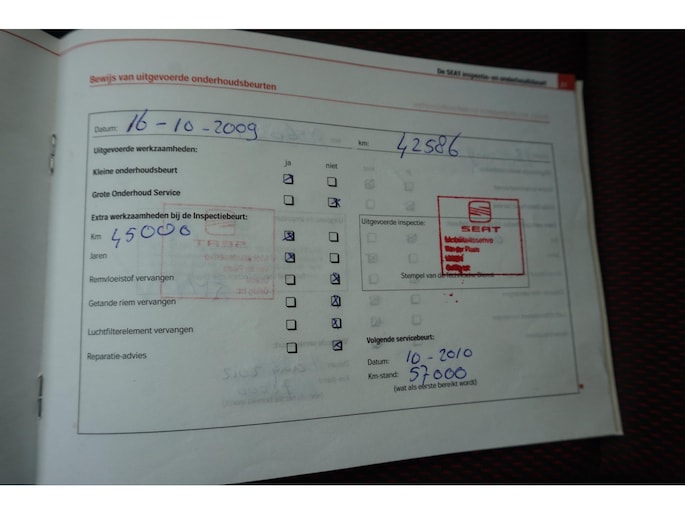 De SEAT inspectie- en onderhoudsbeurt
Bewijs van uitgevoerde onderhoudsbeurten
Datum: 16-10-2009 km: 42586
Uitgevoerde werkzaamheden:
ja niet
Kleine onderhoudsbeurt
Grote Onderhoud Service
Extra werkzaamheden bij de Inspectiebeurt:
Uitgevoerde inspectie:
SEAT
Km 45000
Jaren
Stempel van de technische Dienst
Remvloeistof vervangen
Getande riem vervangen
Luchtfilterelement vervangen
Reparatie-advies
Volgende servicebeurt:
Datum: 10-2010
Km-stand: 57000
(wat als eerste bereikt wordt)